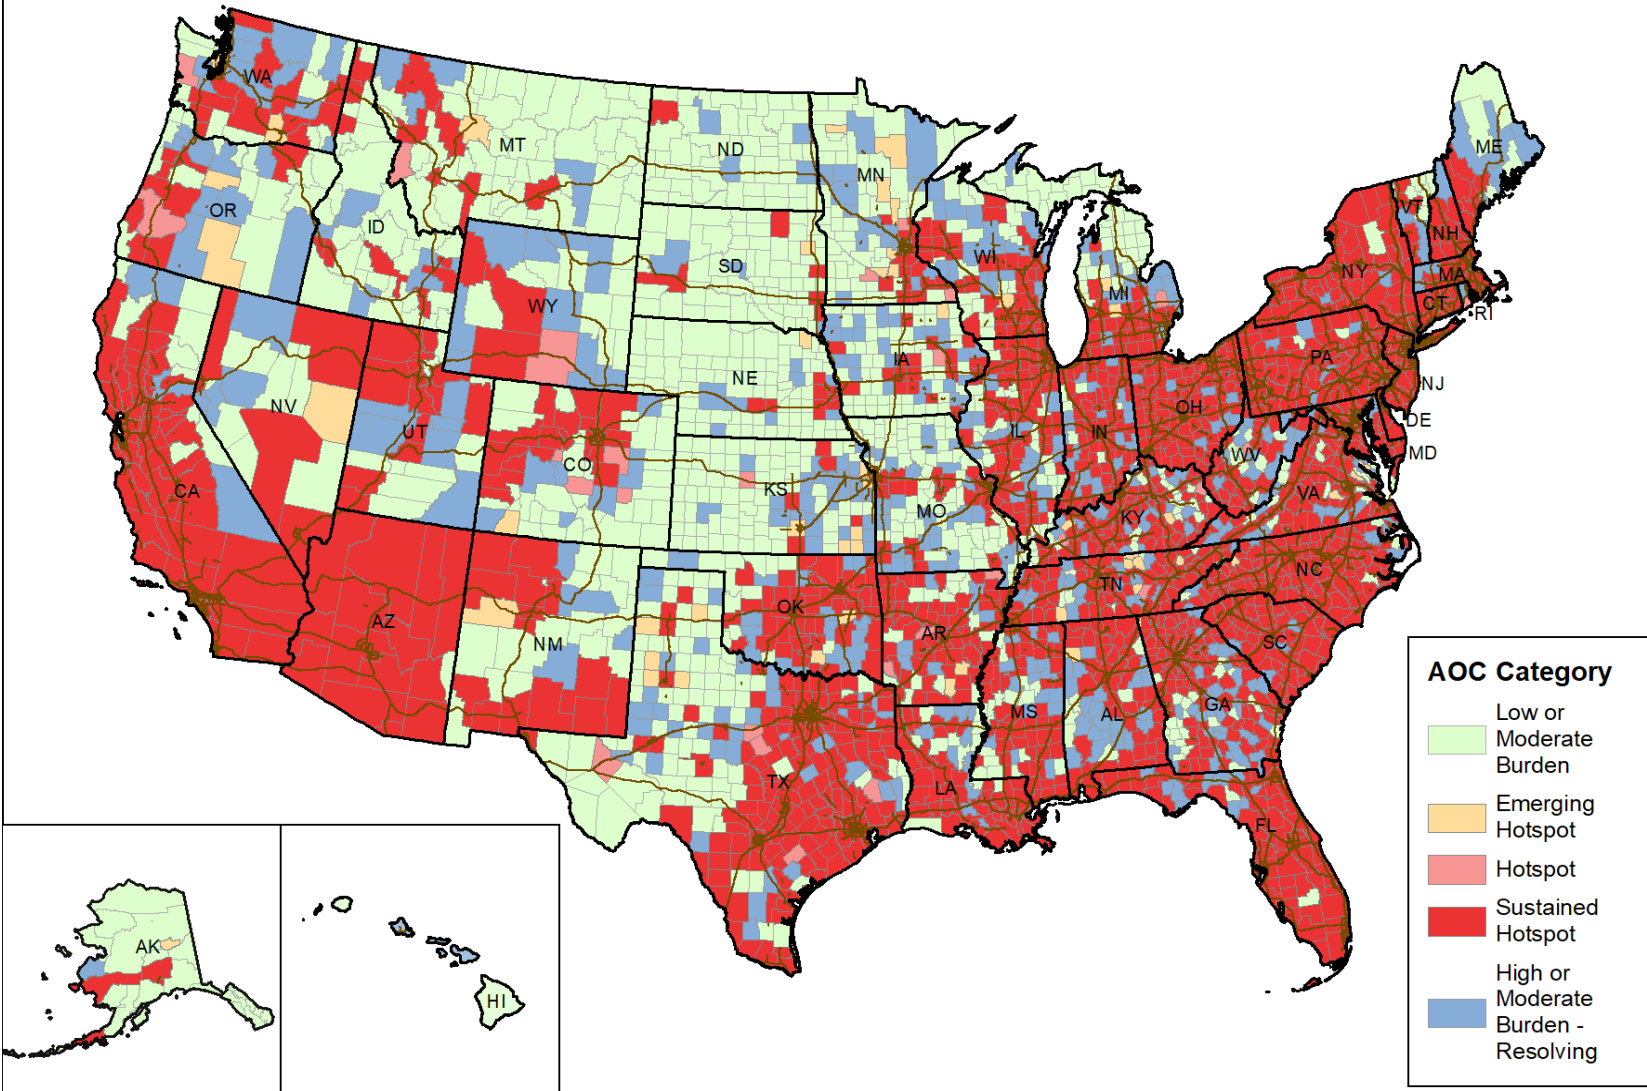 WA
MT
ND
MN
ME
OR
ID
SD
WI
VT
NH
NY
MA
WY
MI
CT
RI
IA
PA
NE
NV
NJ
OH
UT
IL
IN
DE
CO
WV
MD
CA
KS
MO
VA
KY
NC
TN
AZ
OK
AR
NM
SC
MS
AL
GA
TX
LA
FL
AK
HI
AOC Category
Low or
Moderate
Burden
Emerging
Hotspot
Hotspot
Sustained
Hotspot
High or
Moderate
Burden -
Resolving